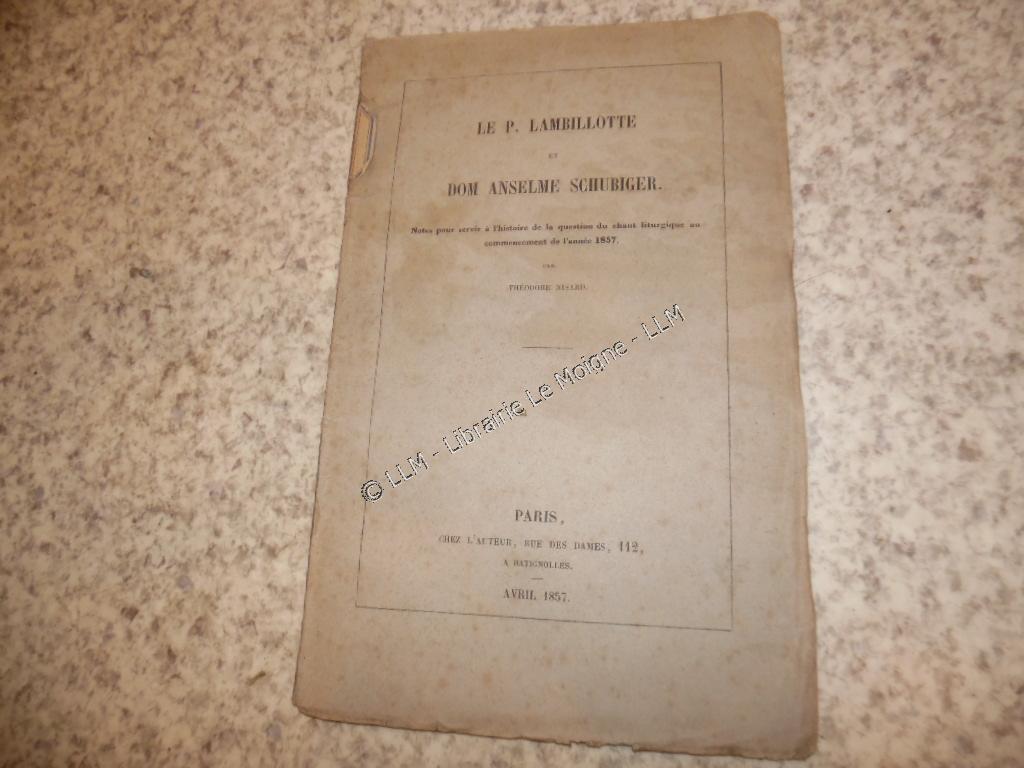 LE P. LAMBILLOTTE
ET
DOM ANSELME SCHUBIGER.
Notes pour servir à l'histoire de la question du chant liturgique au
commencement de l'année 1857,
PAR
THÉODORE NISARD.
© LLM - Librairie Le Moigne - LLM
PARIS,
CHEZ L'AUTEUR, RUE DES DAMES, 112,
A BATIGNOLLES.
AVRIL 1857.